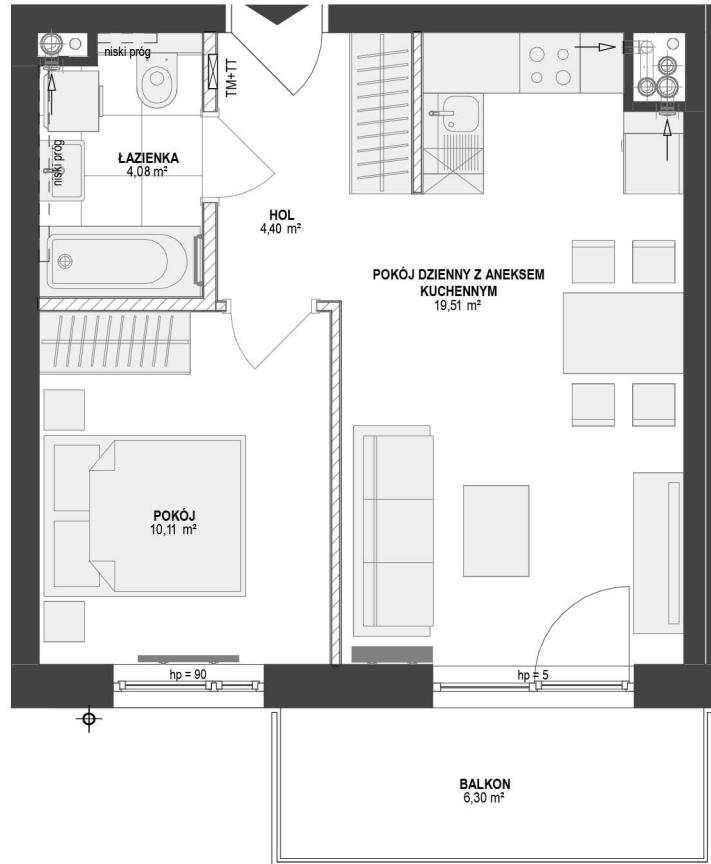 niski próg
TM+TT
ŁAZIENKA
4,08 m²
niski próg
HOL
4,40 m²
POKÓJ DZIENNY Z ANEKSEM
KUCHENNYM
19,51 m²
POKÓJ
10,11 m²
hp = 90
hp = 5
BALKON
6,30 m²